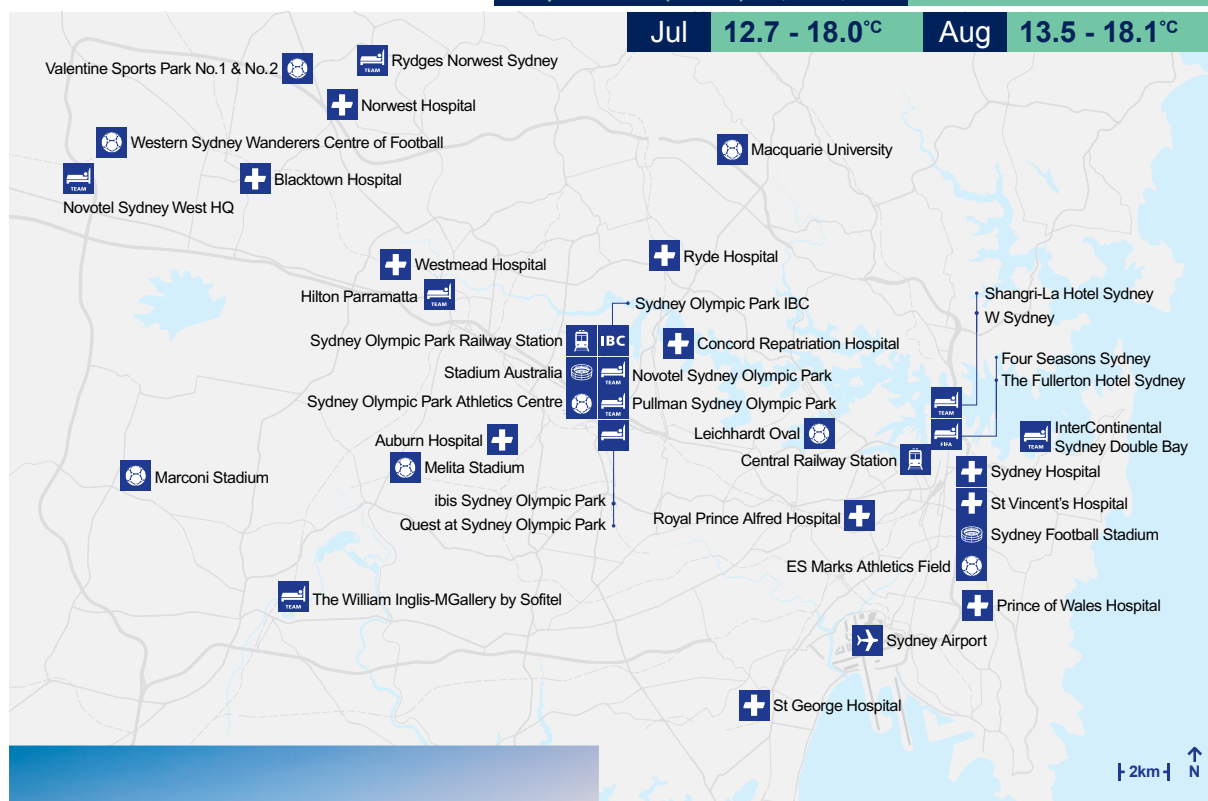 Jul 12.7 - 18.0°C Aug 13.5 - 18.1°C
Valentine Sports Park No.1 & No.2
TEAM
Rydges Norwest Sydney
Norwest Hospital
Western Sydney Wanderers Centre of Football
Macquarie University
TEAM
Novotel Sydney West HQ
Blacktown Hospital
Westmead Hospital
Ryde Hospital
Hilton Parramatta
TEAM
Sydney Olympic Park IBC
Shangri-La Hotel Sydney
W Sydney
Sydney Olympic Park Railway Station
IBC
Concord Repatriation Hospital
Four Seasons Sydney
The Fullerton Hotel Sydney
Stadium Australia
TEAM
Novotel Sydney Olympic Park
Sydney Olympic Park Athletics Centre
TEAM
Pullman Sydney Olympic Park
TEAM
FIFA
Auburn Hospital
Leichhardt Oval
Central Railway Station
TEAM
InterContinental
Sydney Double Bay
Marconi Stadium
Melita Stadium
Sydney Hospital
ibis Sydney Olympic Park
Quest at Sydney Olympic Park
Royal Prince Alfred Hospital
St Vincent's Hospital
Sydney Football Stadium
ES Marks Athletics Field
TEAM
The William Inglis-MGallery by Sofitel
Prince of Wales Hospital
Sydney Airport
St George Hospital
2km
N